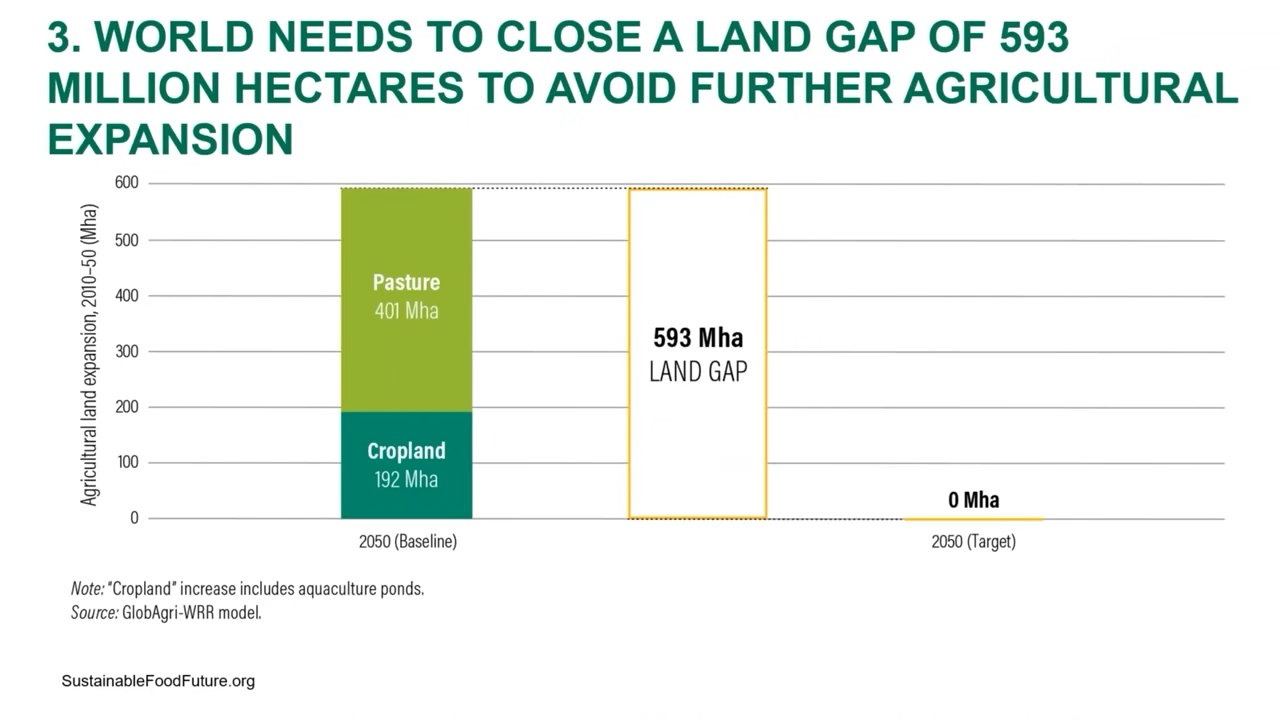 3. WORLD NEEDS TO CLOSE A LAND GAP OF 593
MILLION HECTARES TO AVOID FURTHER AGRICULTURAL
EXPANSION
Agricultural land expansion, 2010–50 (Mha)
600
500
400
300
200
100
0
Pasture
401 Mha
Cropland
192 Mha
593 Mha
LAND GAP
0 Mha
2050 (Baseline)
2050 (Target)
Note: "Cropland" increase includes aquaculture ponds.
Source: GlobAgri-WRR model.
SustainableFoodFuture.org